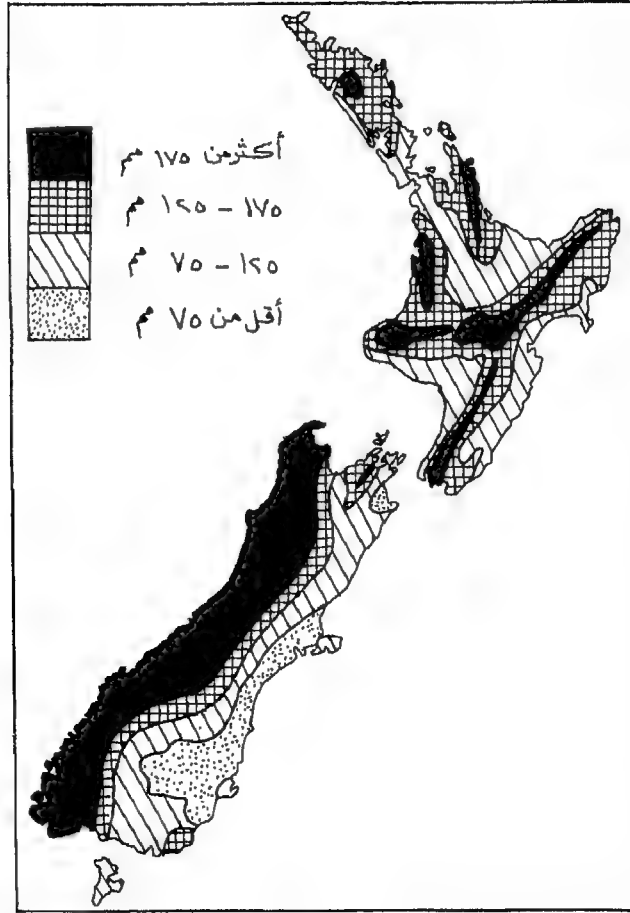 أكثر من ١٧٥ مم
١٧٥ - ١٢٥ مم
١٢٥ - ٧٥ مم
أقل من ٧٥ مم